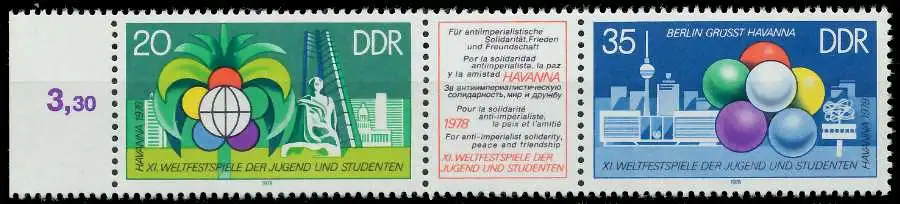 3,30
20 DDR
HAVANNA 1978
XI. WELTFESTSPIELE DER JUGEND UND STUDENTEN
1978
Für antiimperialistische
Solidarität, Frieden
und Freundschaft
Por la solidaridad
antiimperialista, la paz
y la amistad HAVANNA
За антиимпериалистическую
солидарность, мир и дружбу
Pour la solidarité
1978 anti-impérialiste,
la paix et l'amitié
For anti-imperialist solidarity,
peace and friendship
XI. WELTFESTSPIELE DER
JUGEND UND STUDENTEN
35 BERLIN GRÜSST HAVANNA
DDR
HAVANNA 1978
XI. WELTFESTSPIELE DER JUGEND UND STUDENTEN
1978